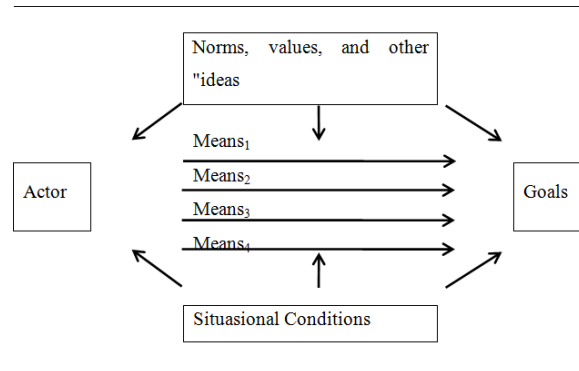 Norms, values, and other
"ideas
Means₁
Means₂
Actor
Goals
Means₃
Means₄
Situasional Conditions